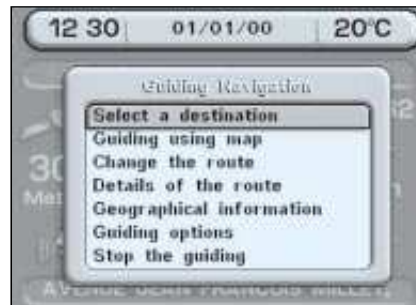 12 30 01/01/00 20°C
Guiding Navigation
Select a destination
Guiding using map
Change the route
Details of the route
Geographical information
Guiding options
Stop the guiding
AVENUE JEAN FRANCOIS MILLET